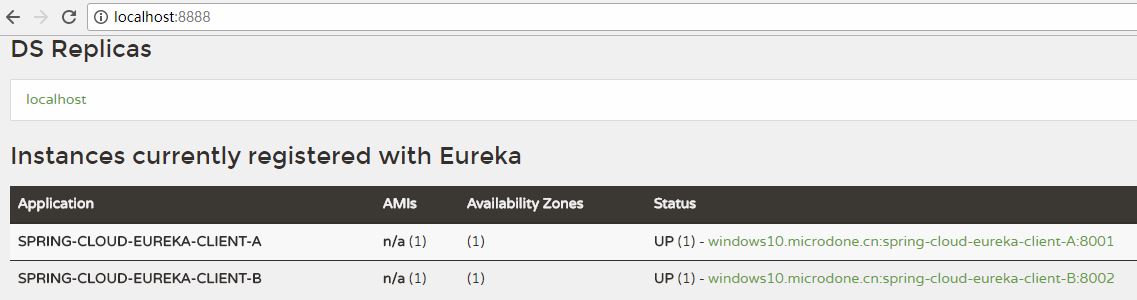 localhost:8888
DS Replicas
localhost
Instances currently registered with Eureka
Application AMIs Availability Zones Status
SPRING-CLOUD-EUREKA-CLIENT-A n/a (1) (1) UP (1) - windows10.microdone.cn:spring-cloud-eureka-client-A:8001
SPRING-CLOUD-EUREKA-CLIENT-B n/a (1) (1) UP (1) - windows10.microdone.cn:spring-cloud-eureka-client-B:8002